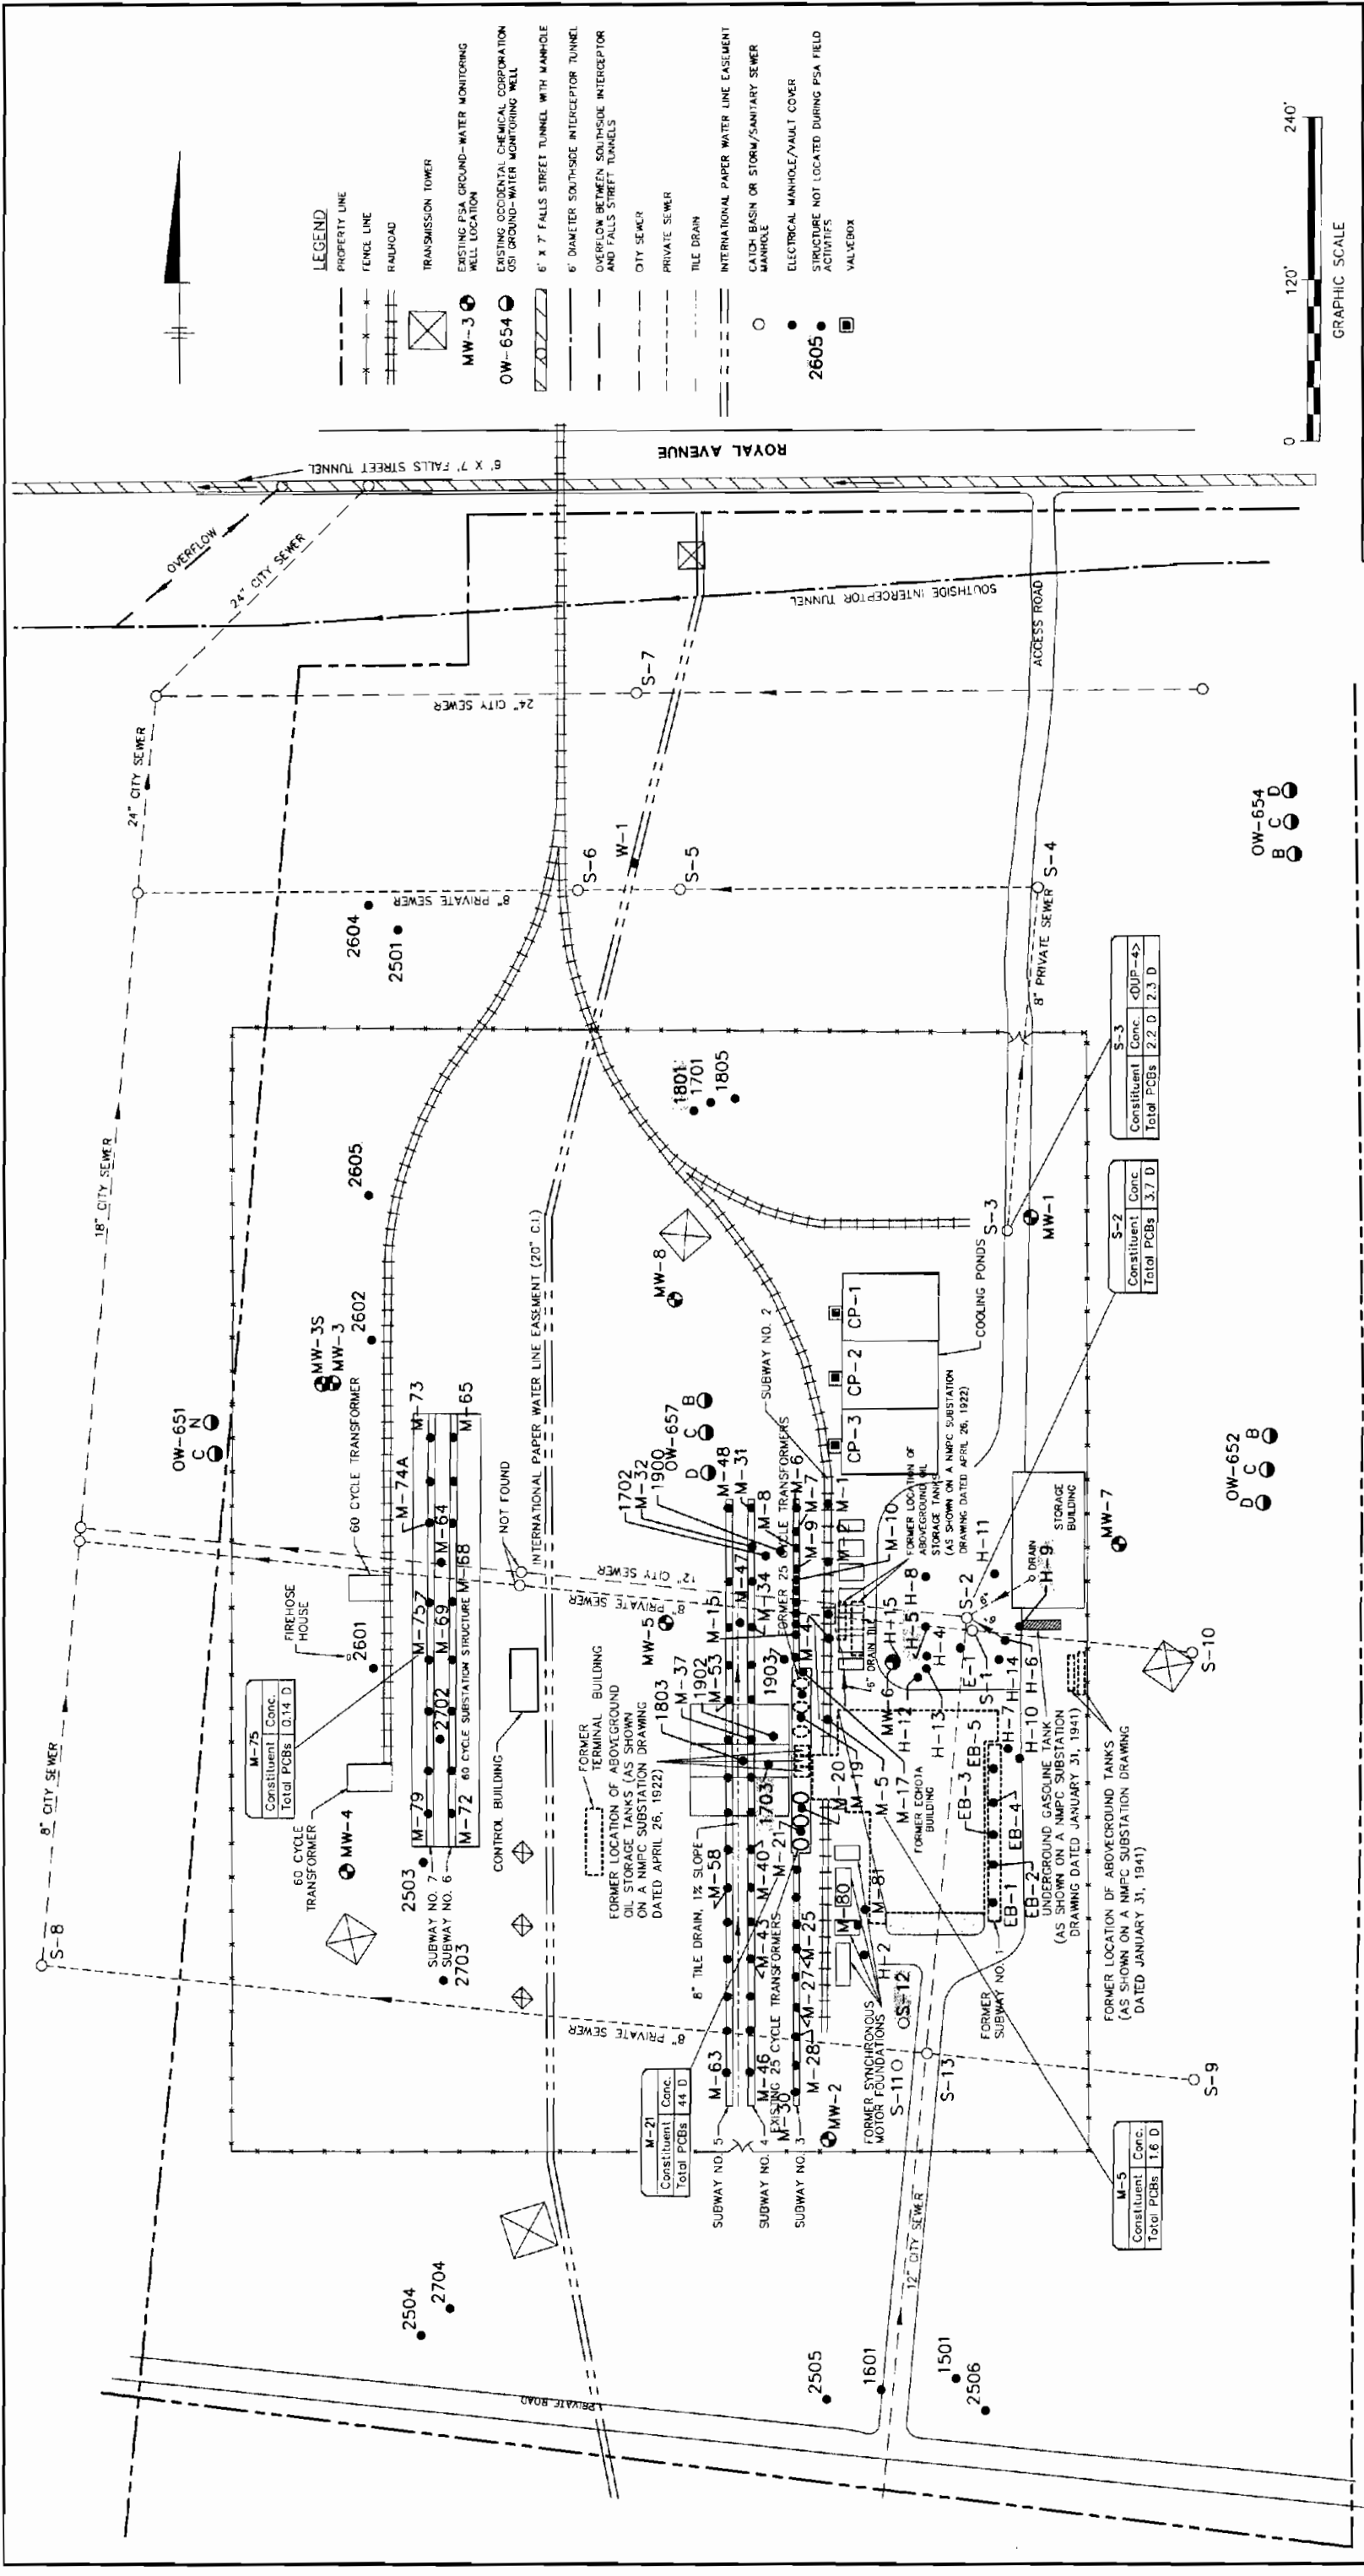 LEGEND
PROPERTY LINE
FENCE LINE
RAILROAD
TRANSMISSION TOWER
MW-3
EXISTING PSA GROUND-WATER MONITORING
WELL LOCATION
OW-654
EXISTING OCCIDENTAL CHEMICAL CORPORATION
OSI GROUND-WATER MONITORING WELL
6' X 7' FALLS STREET TUNNEL WITH MANHOLE
6' DIAMETER SOUTHSIDE INTERCEPTOR TUNNEL
OVERFLOW BETWEEN SOUTHSIDE INTERCEPTOR
AND FALLS STREET TUNNELS
CITY SEWER
PRIVATE SEWER
TILE DRAIN
INTERNATIONAL PAPER WATER LINE EASEMENT
CATCH BASIN OR STORM/SANITARY SEWER
MANHOLE
ELECTRICAL MANHOLE/VAULT COVER
2605
STRUCTURE NOT LOCATED DURING PSA FIELD
ACTIVITIES
VALVEBOX
0
120'
240'
GRAPHIC SCALE
ROYAL AVENUE
6' X 7' FALLS STREET TUNNEL
OVERFLOW
24" CITY SEWER
SOUTHSIDE INTERCEPTOR TUNNEL
ACCESS ROAD
24" CITY SEWER
24" CITY SEWER
S-7
S-6
W-1
S-5
S-4
8" PRIVATE SEWER
8" PRIVATE SEWER
2604
2501
OW-654
B C D
18" CITY SEWER
2605
2602
1801
1701
1805
MW-8
S-3
MW-1
S-3
Constituent Conc. <DUP-4>
Total PCBs 2.2 D 2.3 D
S-2
Constituent Conc.
Total PCBs 3.7 D
COOLING PONDS
CP-1
CP-2
CP-3
SUBWAY NO. 2
OW-651
C N
MW-3S
MW-3
60 CYCLE TRANSFORMER
M-73
M-74A
M-65
M-64
M-68
M-757
M-69
2702
M-79
M-72
60 CYCLE SUBSTATION STRUCTURE
NOT FOUND
INTERNATIONAL PAPER WATER LINE EASEMENT (20" C.I.)
12" CITY SEWER
18" PRIVATE SEWER
FIREHOSE
HOUSE
2601
M-75
Constituent Conc.
Total PCBs 0.14 D
60 CYCLE
TRANSFORMER
MW-4
CONTROL BUILDING
2503
SUBWAY NO. 7
SUBWAY NO. 6
2703
8" CITY SEWER
S-8
8" PRIVATE SEWER
FORMER
TERMINAL BUILDING
FORMER LOCATION OF ABOVEGROUND
OIL STORAGE TANKS (AS SHOWN
ON A NMPC SUBSTATION DRAWING
DATED APRIL 26, 1922)
MW-5
OW-657
D C B
1702
M-32
1900
M-48
M-31
M-8
M-47
M-34
M-15
M-53
M-37
1902
1803
1903
1703
FORMER 25 CYCLE TRANSFORMERS
M-6
M-7
M-9
M-1
M-2
M-10
M-4
FORMER LOCATION OF
ABOVEGROUND OIL
STORAGE TANKS
(AS SHOWN ON A NMPC SUBSTATION
DRAWING DATED APRIL 26, 1922)
6" DRAIN TILE
M-58
M-40
M-43
M-217
M-25
M-27
M-28
M-63
M-46
M-30
8" TILE DRAIN, 1% SLOPE
EXISTING 25 CYCLE TRANSFORMERS
SUBWAY NO. 5
SUBWAY NO. 4
SUBWAY NO. 3
M-21
Constituent Conc.
Total PCBs 44 D
MW-2
M-20
M-19
M-5
M-17
M-80
M-81
H-2
OS-12
FORMER SYNCHRONOUS
MOTOR FOUNDATIONS
S-11
S-13
S-9
FORMER ECHOTA
BUILDING
MW-6
H-15
H-5
H-8
H-4
H-12
H-13
H-11
S-2
E-1
S-1
H-14
H-6
H-7
H-10
H-9
DRAIN
STORAGE
BUILDING
MW-7
OW-652
D C B
S-10
EB-5
EB-3
EB-4
EB-2
EB-1
FORMER
SUBWAY NO. 1
UNDERGROUND GASOLINE TANK
(AS SHOWN ON A NMPC SUBSTATION
DRAWING DATED JANUARY 31, 1941)
FORMER LOCATION OF ABOVEGROUND TANKS
(AS SHOWN ON A NMPC SUBSTATION DRAWING
DATED JANUARY 31, 1941)
M-5
Constituent Conc.
Total PCBs 1.6 D
12" CITY SEWER
2504
2704
2505
1601
1501
2506
PRIVATE ROAD